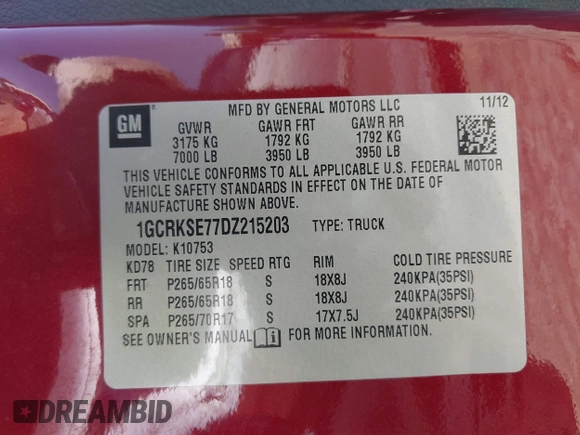 GM
MFD BY GENERAL MOTORS LLC 11/12
GVWR GAWR FRT GAWR RR
3175 KG 1792 KG 1792 KG
7000 LB 3950 LB 3950 LB
THIS VEHICLE CONFORMS TO ALL APPLICABLE U.S. FEDERAL MOTOR
VEHICLE SAFETY STANDARDS IN EFFECT ON THE DATE OF
MANUFACTURE SHOWN ABOVE.
1GCRKSE77DZ215203 TYPE: TRUCK
MODEL: K10753
KD78 TIRE SIZE SPEED RTG RIM COLD TIRE PRESSURE
FRT P265/65R18 S 18X8J 240KPA(35PSI)
RR P265/65R18 S 18X8J 240KPA(35PSI)
SPA P265/70R17 S 17X7.5J 240KPA(35PSI)
SEE OWNER'S MANUAL FOR MORE INFORMATION.
DREAMBID